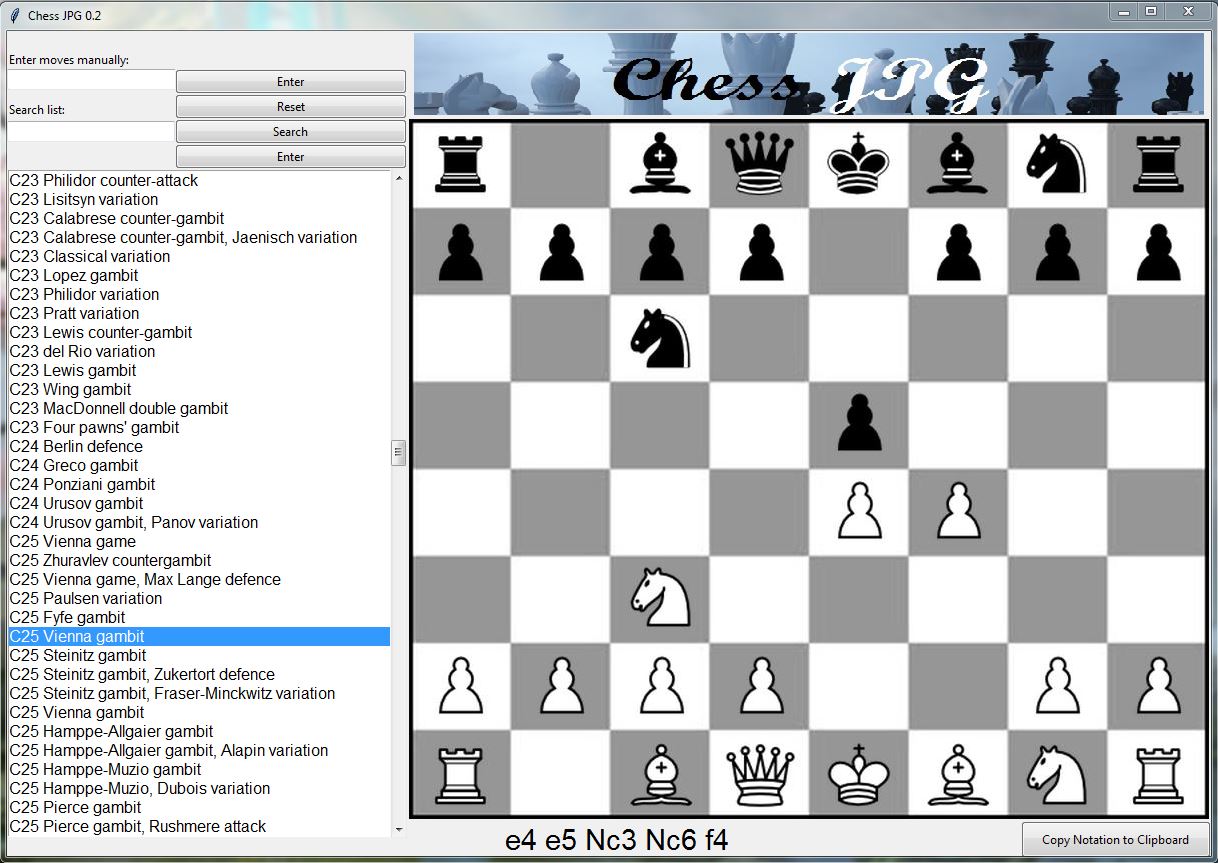 Chess JPG 0.2
Chess JPG
Enter moves manually:
Enter
Search list:
Reset
Search
Enter
C23 Philidor counter-attack
C23 Lisitsyn variation
C23 Calabrese counter-gambit
C23 Calabrese counter-gambit, Jaenisch variation
C23 Classical variation
C23 Lopez gambit
C23 Philidor variation
C23 Pratt variation
C23 Lewis counter-gambit
C23 del Rio variation
C23 Lewis gambit
C23 Wing gambit
C23 MacDonnell double gambit
C23 Four pawns' gambit
C24 Berlin defence
C24 Greco gambit
C24 Ponziani gambit
C24 Urusov gambit
C24 Urusov gambit, Panov variation
C25 Vienna game
C25 Zhuravlev countergambit
C25 Vienna game, Max Lange defence
C25 Paulsen variation
C25 Fyfe gambit
C25 Vienna gambit
C25 Steinitz gambit
C25 Steinitz gambit, Zukertort defence
C25 Steinitz gambit, Fraser-Minckwitz variation
C25 Vienna gambit
C25 Hamppe-Allgaier gambit
C25 Hamppe-Allgaier gambit, Alapin variation
C25 Hamppe-Muzio gambit
C25 Hamppe-Muzio, Dubois variation
C25 Pierce gambit
C25 Pierce gambit, Rushmere attack
e4 e5 Nc3 Nc6 f4
Copy Notation to Clipboard